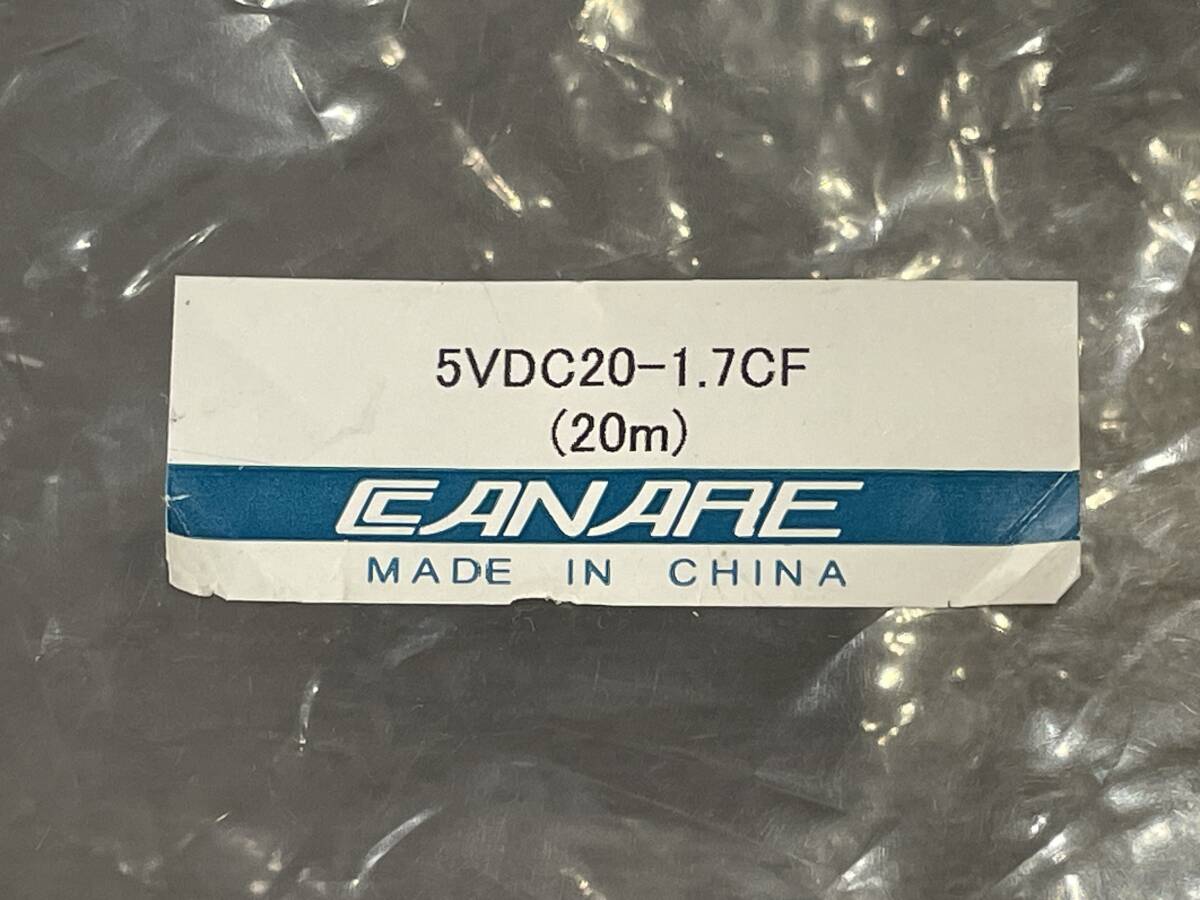 5VDC20-1.7CF
(20m)
CANARE
MADE IN CHINA